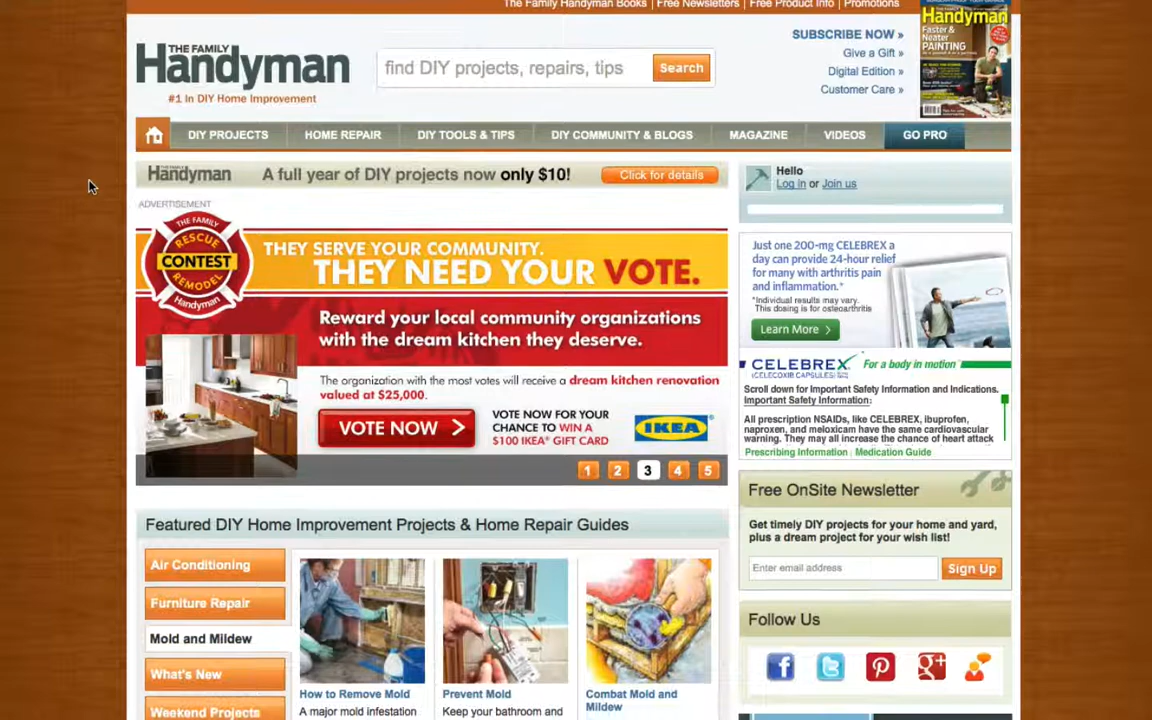 The Family Handyman Books | Free Newsletters | Free Product Info | Promotions
THE FAMILY
Handyman
#1 In DIY Home Improvement
find DIY projects, repairs, tips
Search
SUBSCRIBE NOW »
Give a Gift »
Digital Edition »
Customer Care »
Handyman
Faster &
Neater
PAINTING
DIY PROJECTS
HOME REPAIR
DIY TOOLS & TIPS
DIY COMMUNITY & BLOGS
MAGAZINE
VIDEOS
GO PRO
THE FAMILY
Handyman
A full year of DIY projects now only $10!
Click for details
Hello
Log in or Join us
ADVERTISEMENT
THE FAMILY
RESCUE
CONTEST
REMODEL
Handyman
THEY SERVE YOUR COMMUNITY.
THEY NEED YOUR VOTE.
Reward your local community organizations
with the dream kitchen they deserve.
The organization with the most votes will receive a dream kitchen renovation
valued at $25,000.
VOTE NOW >
VOTE NOW FOR YOUR
CHANCE TO WIN A
$100 IKEA® GIFT CARD
IKEA®
1 2 3 4 5
Just one 200-mg CELEBREX a
day can provide 24-hour relief
for many with arthritis pain
and inflammation.*
*Individual results may vary.
This dosing is for osteoarthritis
Learn More >
CELEBREX
(CELECOXIB CAPSULES)
For a body in motion
Scroll down for Important Safety Information and Indications.
Important Safety Information:
All prescription NSAIDs, like CELEBREX, ibuprofen,
naproxen, and meloxicam have the same cardiovascular
warning. They may all increase the chance of heart attack
Prescribing Information | Medication Guide
Free OnSite Newsletter
Get timely DIY projects for your home and yard,
plus a dream project for your wish list!
Enter email address
Sign Up
Follow Us
Featured DIY Home Improvement Projects & Home Repair Guides
Air Conditioning
Furniture Repair
Mold and Mildew
What's New
Weekend Projects
How to Remove Mold
A major mold infestation
Prevent Mold
Keep your bathroom and
Combat Mold and
Mildew